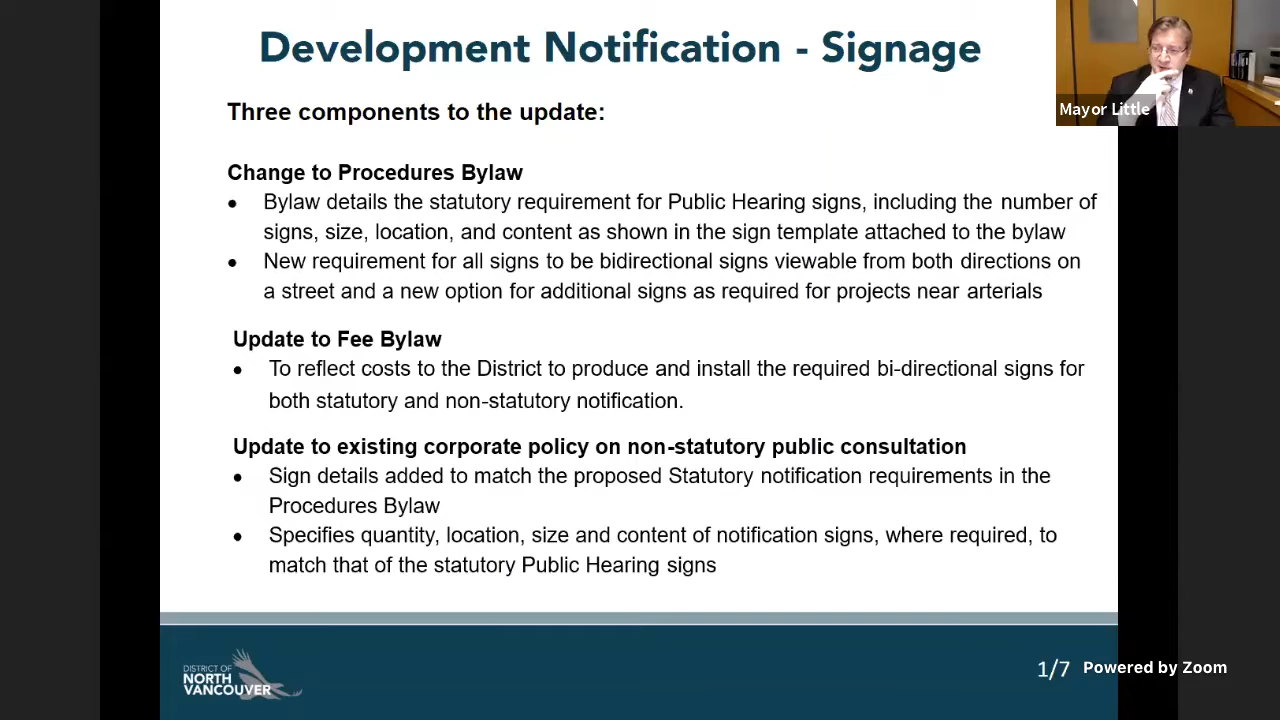 Development Notification - Signage
Mayor Little
Three components to the update:
Change to Procedures Bylaw
• Bylaw details the statutory requirement for Public Hearing signs, including the number of
signs, size, location, and content as shown in the sign template attached to the bylaw
• New requirement for all signs to be bidirectional signs viewable from both directions on
a street and a new option for additional signs as required for projects near arterials
Update to Fee Bylaw
• To reflect costs to the District to produce and install the required bi-directional signs for
both statutory and non-statutory notification.
Update to existing corporate policy on non-statutory public consultation
• Sign details added to match the proposed Statutory notification requirements in the
Procedures Bylaw
• Specifies quantity, location, size and content of notification signs, where required, to
match that of the statutory Public Hearing signs
DISTRICT OF
NORTH
VANCOUVER
1/7
Powered by Zoom